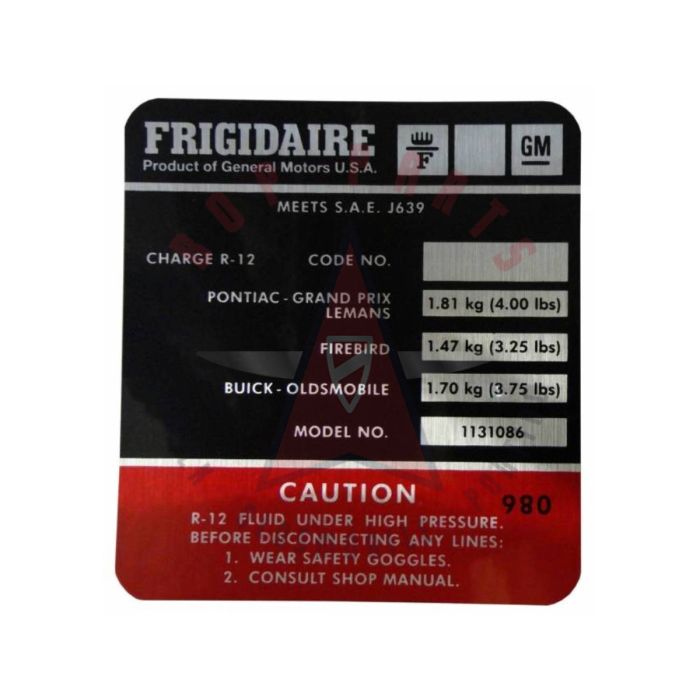 FRIGIDAIRE
F
GM
Product of General Motors U.S.A.
MEETS S.A.E. J639
CHARGE R-12 CODE NO.
PONTIAC - GRAND PRIX 1.81 kg (4.00 lbs)
LEMANS
FIREBIRD 1.47 kg (3.25 lbs)
BUICK - OLDSMOBILE 1.70 kg (3.75 lbs)
MODEL NO. 1131086
CAUTION
980
R-12 FLUID UNDER HIGH PRESSURE.
BEFORE DISCONNECTING ANY LINES:
1. WEAR SAFETY GOGGLES.
2. CONSULT SHOP MANUAL.